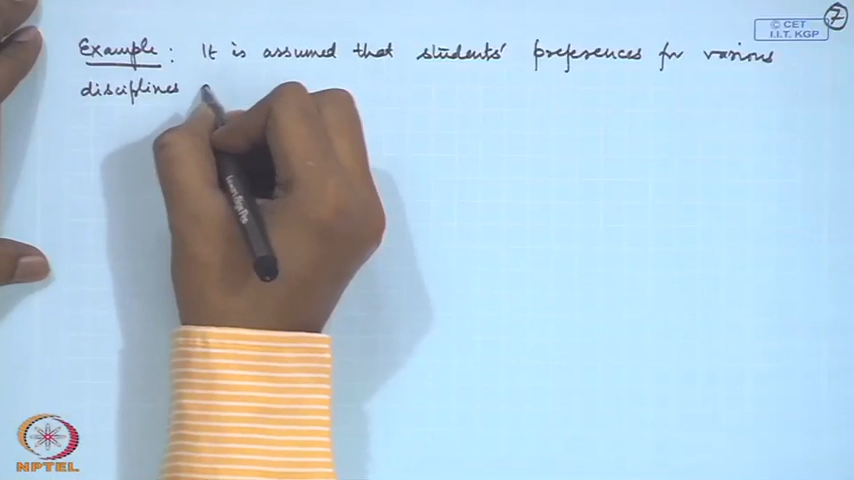 © CET
I.I.T. KGP
7
Example : It is assumed that students' preferences for various
disciplines
NPTEL